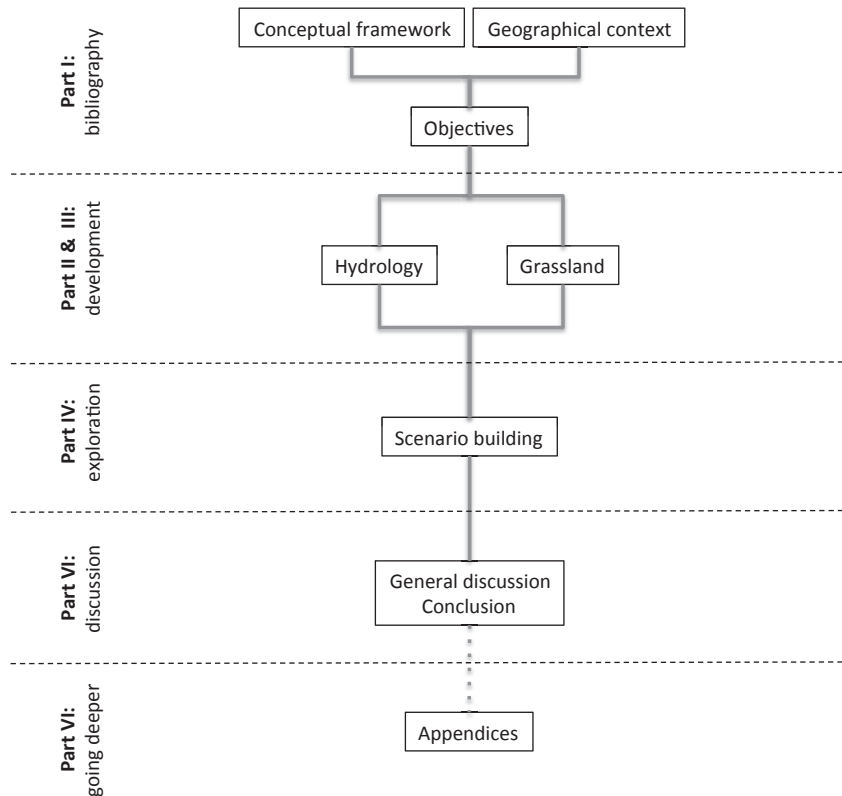 Part I:
bibliography
Conceptual framework
Geographical context
Objectives
Part II & III:
development
Hydrology
Grassland
Part IV:
exploration
Scenario building
Part VI:
discussion
General discussion
Conclusion
Part VI:
going deeper
Appendices